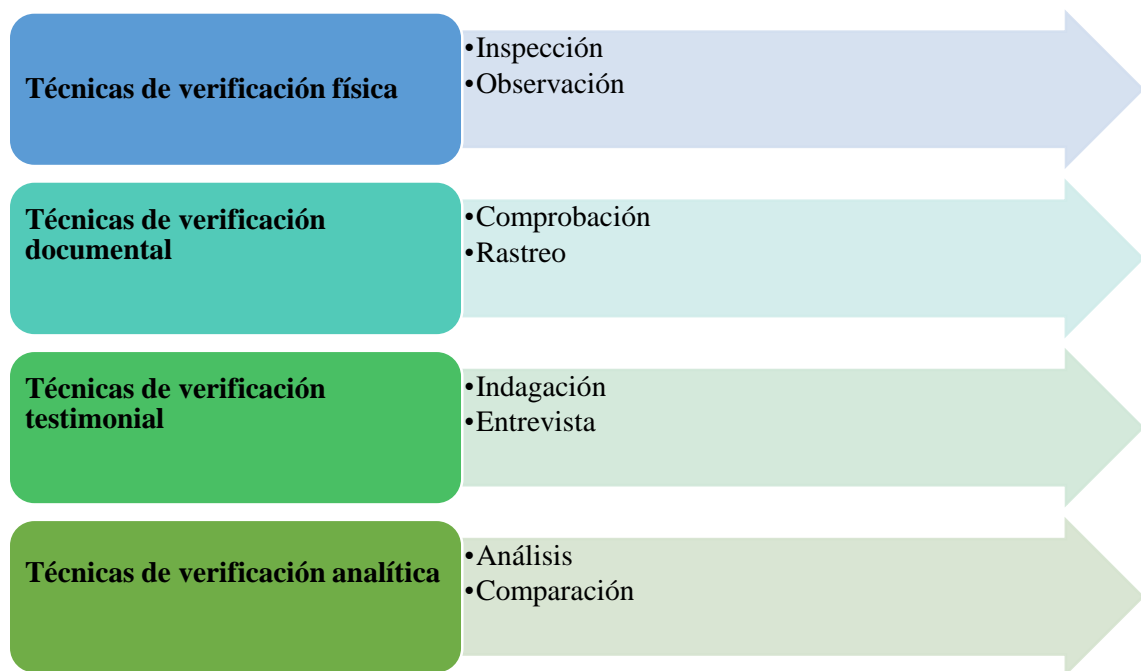 Técnicas de verificación física
•Inspección
•Observación
Técnicas de verificación
documental
•Comprobación
•Rastreo
Técnicas de verificación
testimonial
•Indagación
•Entrevista
Técnicas de verificación analítica
•Análisis
•Comparación